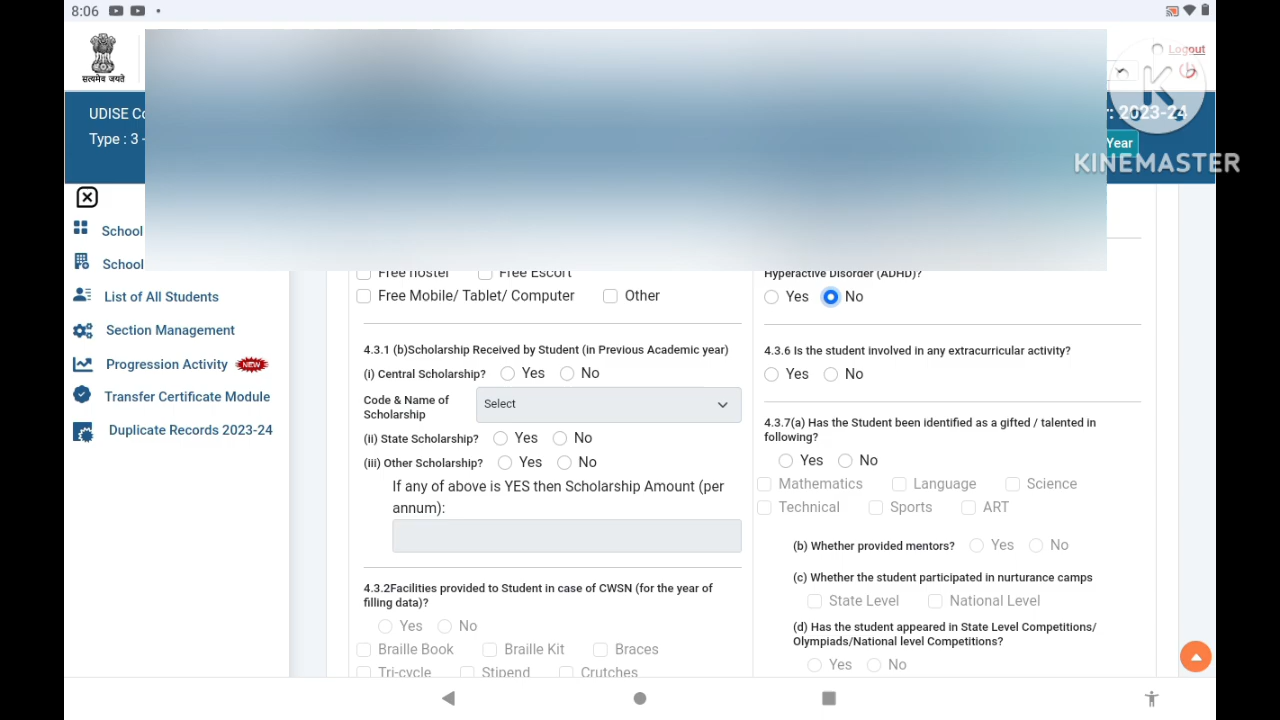 8:06
सत्यमेव जयते
Logout
UDISE Co
: 2023-24
Type : 3 -
Year
KINEMASTER
School
School
List of All Students
Section Management
Progression Activity NEW
Transfer Certificate Module
Duplicate Records 2023-24
Free hostel Free Escort
Free Mobile/ Tablet/ Computer Other
4.3.1 (b)Scholarship Received by Student (in Previous Academic year)
(i) Central Scholarship? Yes No
Code & Name of
Scholarship
Select
(ii) State Scholarship? Yes No
(iii) Other Scholarship? Yes No
If any of above is YES then Scholarship Amount (per
annum):
4.3.2Facilities provided to Student in case of CWSN (for the year of
filling data)?
Yes No
Braille Book Braille Kit Braces
Tri-cycle Stipend Crutches
Hyperactive Disorder (ADHD)?
Yes No
4.3.6 Is the student involved in any extracurricular activity?
Yes No
4.3.7(a) Has the Student been identified as a gifted / talented in
following?
Yes No
Mathematics Language Science
Technical Sports ART
(b) Whether provided mentors? Yes No
(c) Whether the student participated in nurturance camps
State Level National Level
(d) Has the student appeared in State Level Competitions/
Olympiads/National level Competitions?
Yes No